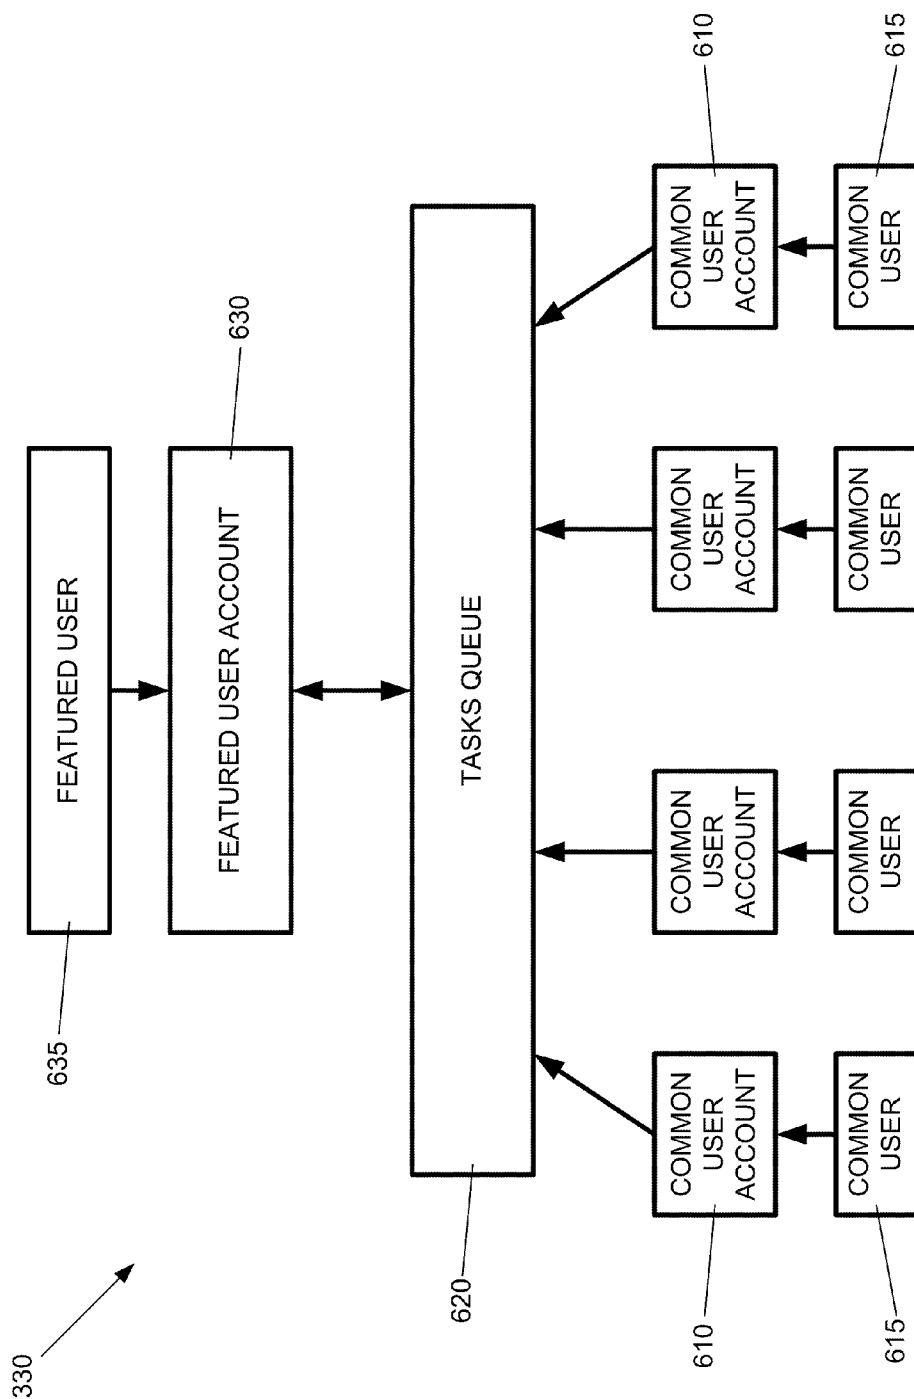 330
635
FEATURED USER
FEATURED USER ACCOUNT
630
620
TASKS QUEUE
610
COMMON
USER
ACCOUNT
COMMON
USER
ACCOUNT
COMMON
USER
ACCOUNT
COMMON
USER
ACCOUNT
610
615
COMMON
USER
COMMON
USER
COMMON
USER
COMMON
USER
615